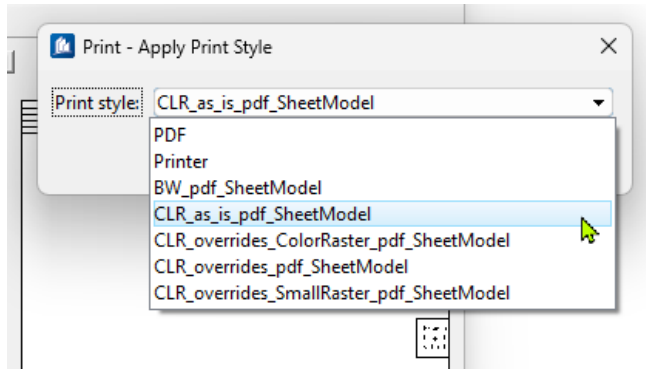 Print - Apply Print Style
Print style: CLR_as_is_pdf_SheetModel
PDF
Printer
BW_pdf_SheetModel
CLR_as_is_pdf_SheetModel
CLR_overrides_ColorRaster_pdf_SheetModel
CLR_overrides_pdf_SheetModel
CLR_overrides_SmallRaster_pdf_SheetModel